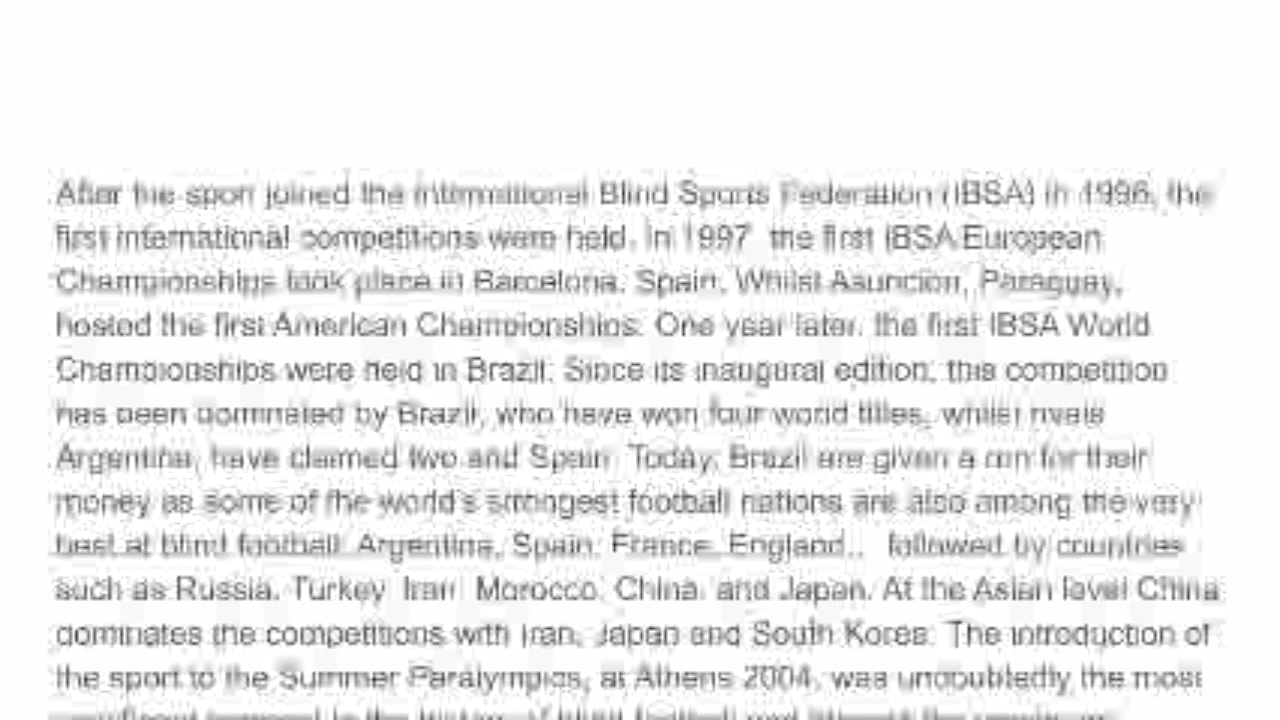 After the sport joined the International Blind Sports Federation (IBSA) in 1996, the
first international competitions were held. In 1997 the first IBSA European
Championships took place in Barcelona, Spain, Whilst Asuncion, Paraguay,
hosted the first American Championships. One year later, the first IBSA World
Championships were held in Brazil. Since its inaugural edition, this competition
has been dominated by Brazil, who have won four world titles, whilst rivals
Argentina, have claimed two and Spain. Today, Brazil are given a run for their
money as some of the world's strongest football nations are also among the very
best at blind football: Argentina, Spain, France, England.. followed by countries
such as Russia, Turkey, Iran, Morocco, China, and Japan. At the Asian level China
dominates the competitions with Iran, Japan and South Korea. The introduction of
the sport to the Summer Paralympics, at Athens 2004, was undoubtedly the most